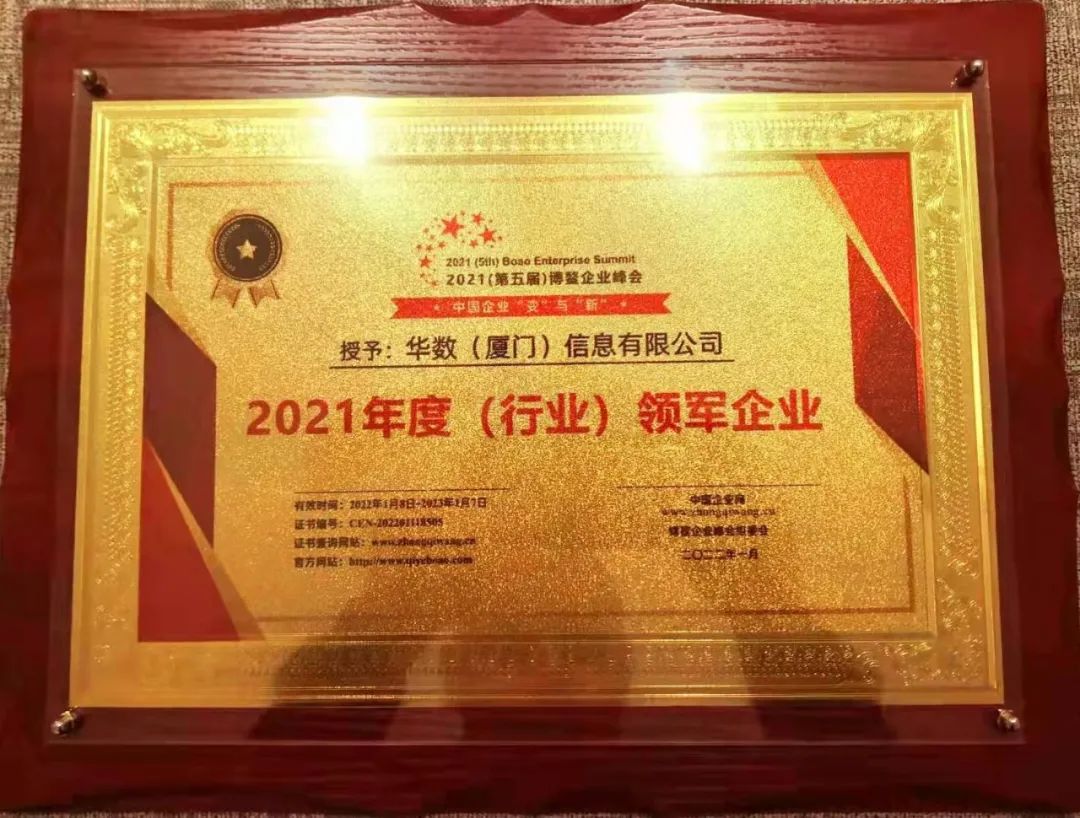 2021 (5th) Boao Enterprise Summit
2021(第五届)博鳌企业峰会
中国企业"变"与"新"
授予：华数（厦门）信息有限公司
2021年度（行业）领军企业
有效时间：2022年1月8日-2023年1月7日
证书编号：CEN-202201118505
证书查询网站：www.zhongqiwang.cn
官方网站：http://www.qiyeboao.com
中国企业网
www.zhongqiwang.cn
博鳌企业峰会组委会
二〇二二年一月